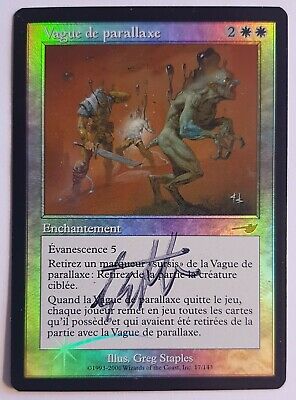 Vague de parallaxe 2
Enchantement
Évanescence 5
Retirez un marqueur «sursis» de la Vague de
parallaxe : Retirez de la partie la créature
ciblée.
Quand la Vague de parallaxe quitte le jeu,
chaque joueur remet en jeu toutes les cartes
qu'il possède et qui avaient été retirées de la
partie avec la Vague de parallaxe.
Illus. Greg Staples
©1993-2000 Wizards of the Coast, Inc. 17/143